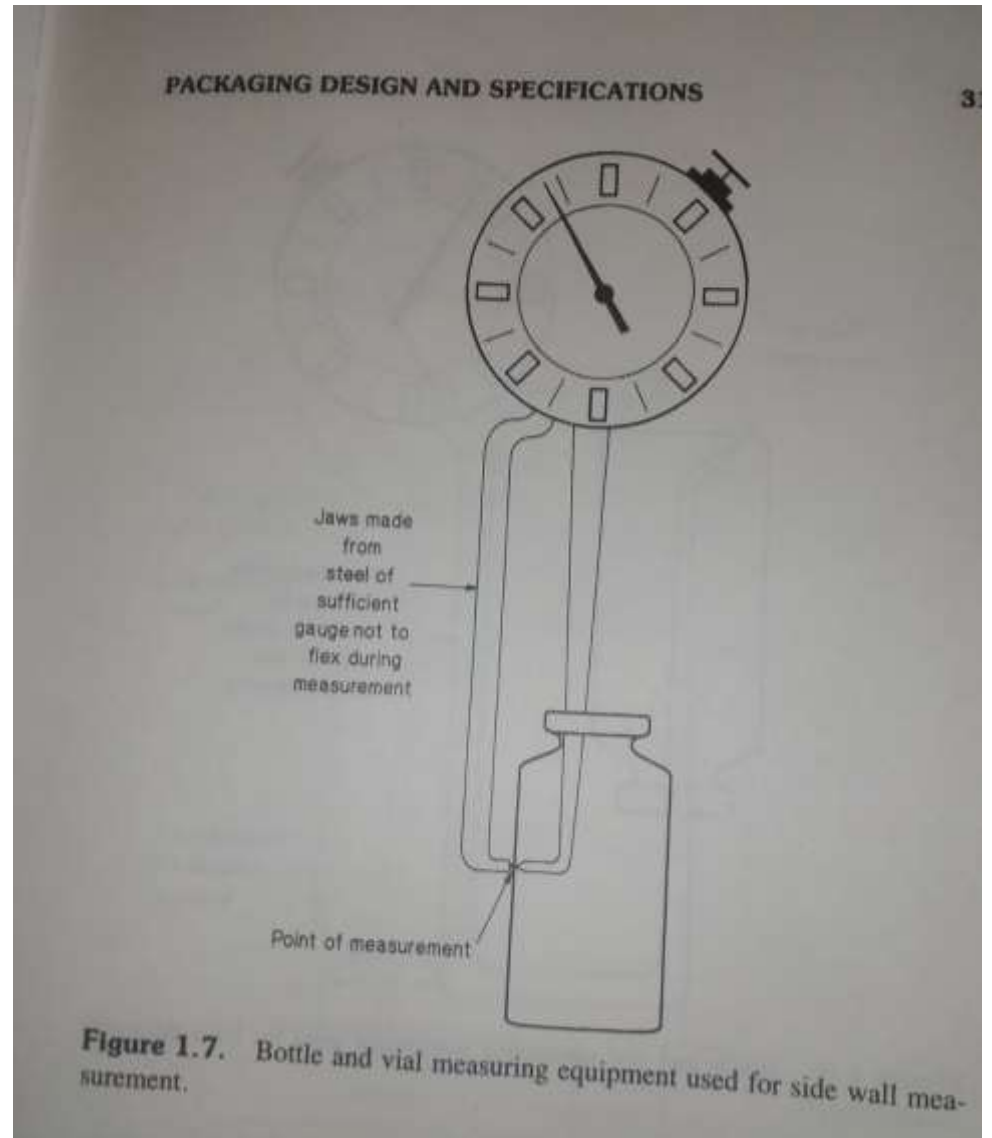 PACKAGING DESIGN AND SPECIFICATIONS
Jaws made
from
steel of
sufficient
gauge not to
flex during
measurement
Point of measurement
Figure 1.7. Bottle and vial measuring equipment used for side wall mea-
surement.